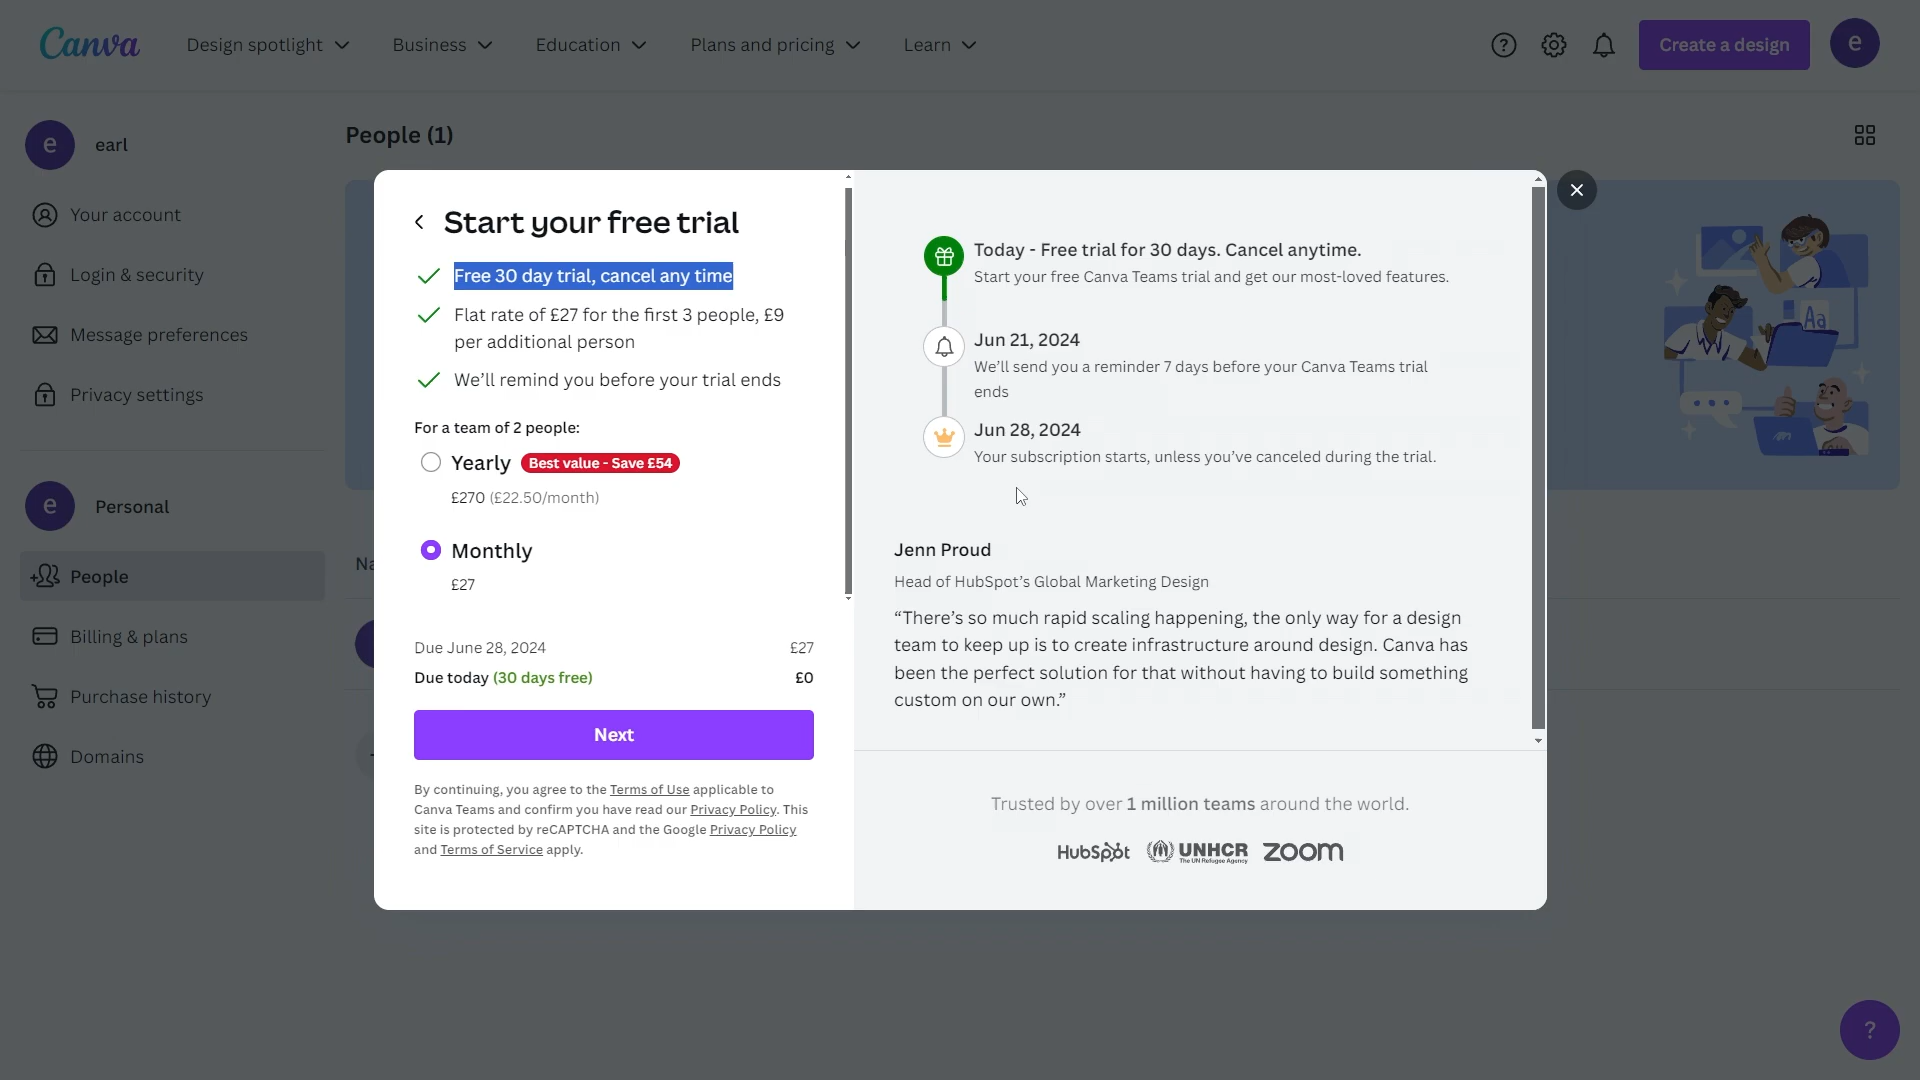 Canva
Design spotlight
Business
Education
Plans and pricing
Learn
Create a design
e
e
earl
Your account
Login & security
Message preferences
Privacy settings
e
Personal
People
Billing & plans
Purchase history
Domains
People (1)
Na
Start your free trial
Free 30 day trial, cancel any time
Flat rate of £27 for the first 3 people, £9
per additional person
We'll remind you before your trial ends
For a team of 2 people:
Yearly Best value - Save £54
£270 (£22.50/month)
Monthly
£27
Due June 28, 2024 £27
Due today (30 days free) £0
Next
By continuing, you agree to the Terms of Use applicable to
Canva Teams and confirm you have read our Privacy Policy. This
site is protected by reCAPTCHA and the Google Privacy Policy
and Terms of Service apply.
Today - Free trial for 30 days. Cancel anytime.
Start your free Canva Teams trial and get our most-loved features.
Jun 21, 2024
We'll send you a reminder 7 days before your Canva Teams trial
ends
Jun 28, 2024
Your subscription starts, unless you've canceled during the trial.
Jenn Proud
Head of HubSpot's Global Marketing Design
“There's so much rapid scaling happening, the only way for a design
team to keep up is to create infrastructure around design. Canva has
been the perfect solution for that without having to build something
custom on our own.”
Trusted by over 1 million teams around the world.
HubSpot
UNHCR
The UN Refugee Agency
zoom
Aa
?
?